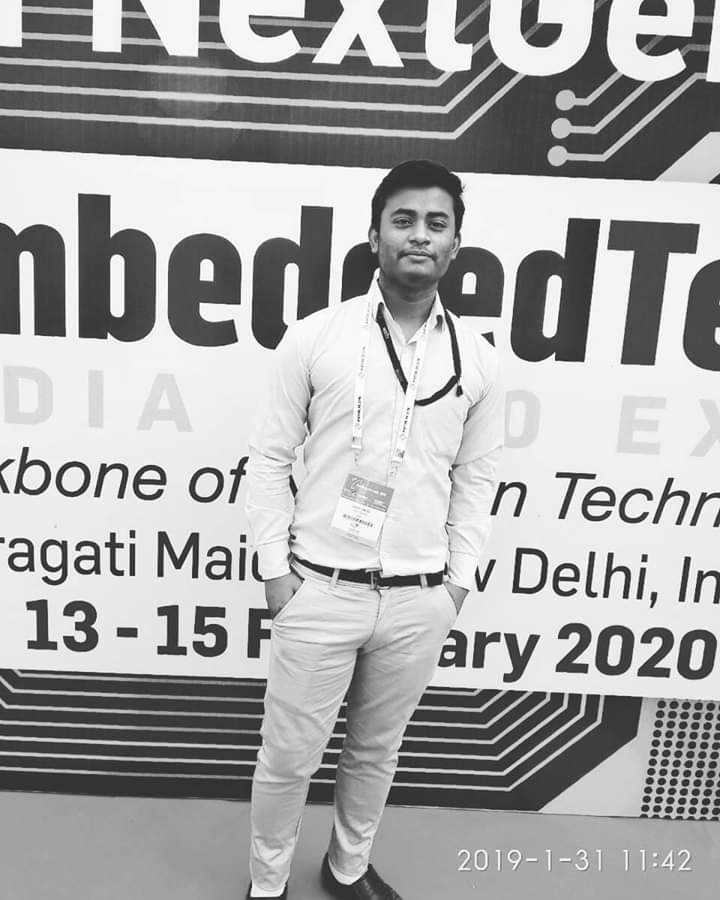 NextGen
mbeddedTe
DIA EX
kbone of n Techn
ragati Mai w Delhi, In
13 - 15 F ary 2020
2019-1-31 11:42